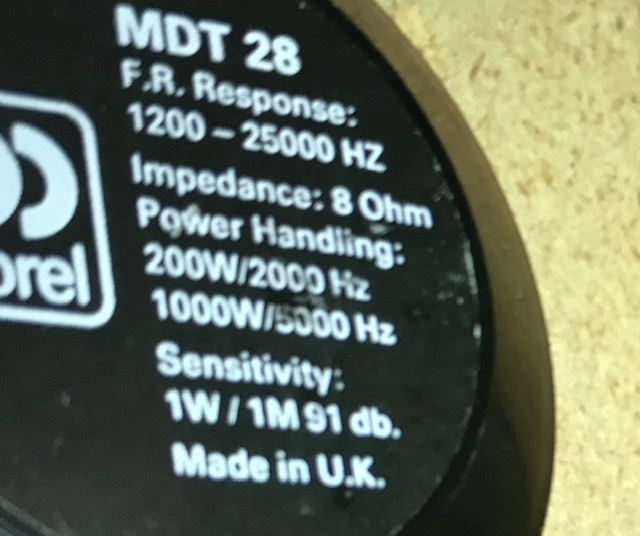 MDT 28
F.R. Response:
1200 – 25000 HZ
Impedance: 8 Ohm
Power Handling:
200W/2000 Hz
1000W/5000 Hz
Sensitivity:
1W / 1M 91 db.
Made in U.K.
orel